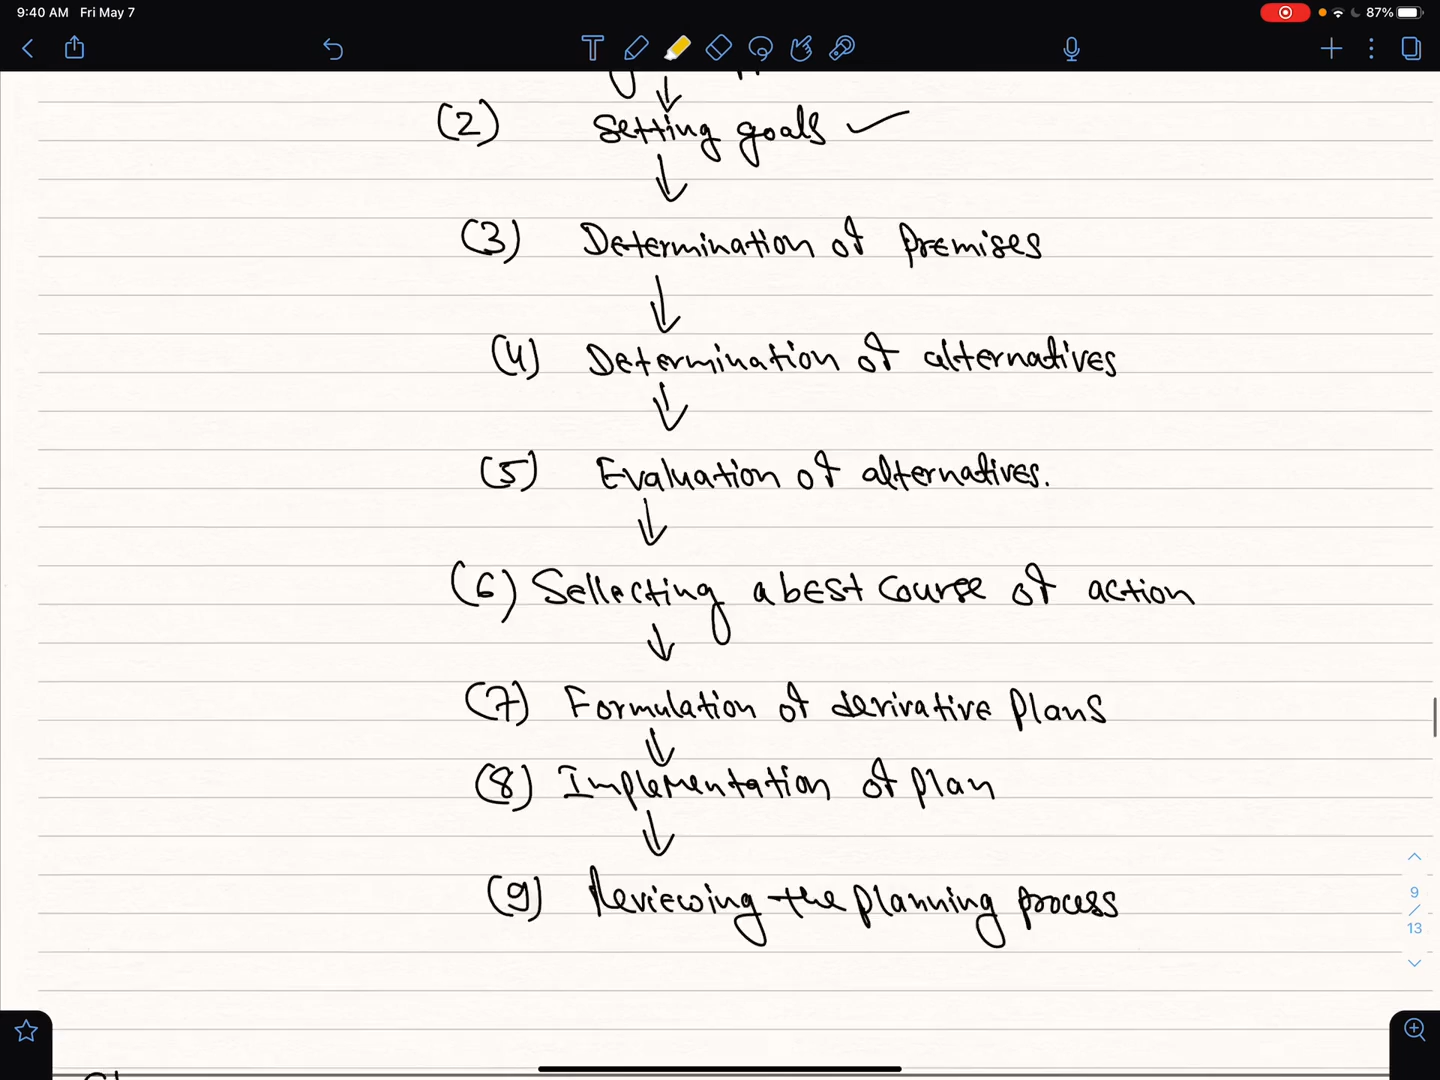 9:40 AM Fri May 7
87%
(2) Setting goals
(3) Determination of premises
(4) Determination of alternatives
(5) Evaluation of alternatives.
(6) Sellecting a best course of action
(7) Formulation of derivative plans
(8) Implementation of plan
(9) Reviewing the planning process
9
/
13